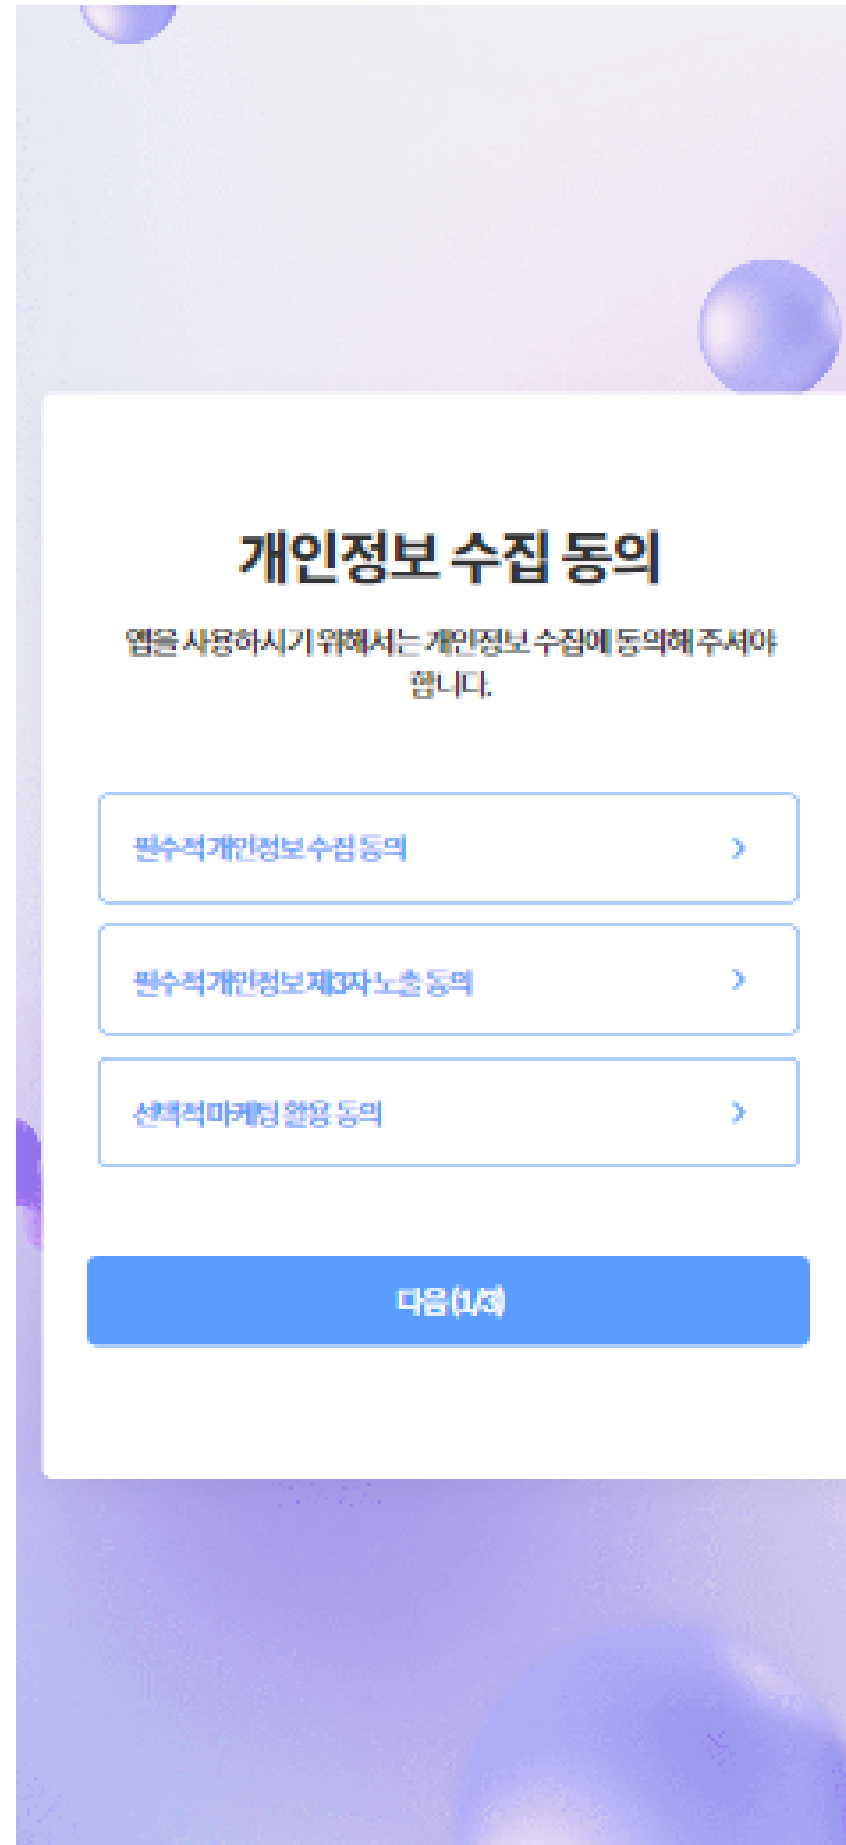 개인정보 수집 동의
앱을 사용하시기 위해서는 개인정보 수집에 동의해 주셔야
합니다.
필수적 개인정보 수집 동의
필수적 개인정보 제3자 노출 동의
선택적 마케팅 활용 동의
다음 (1/3)